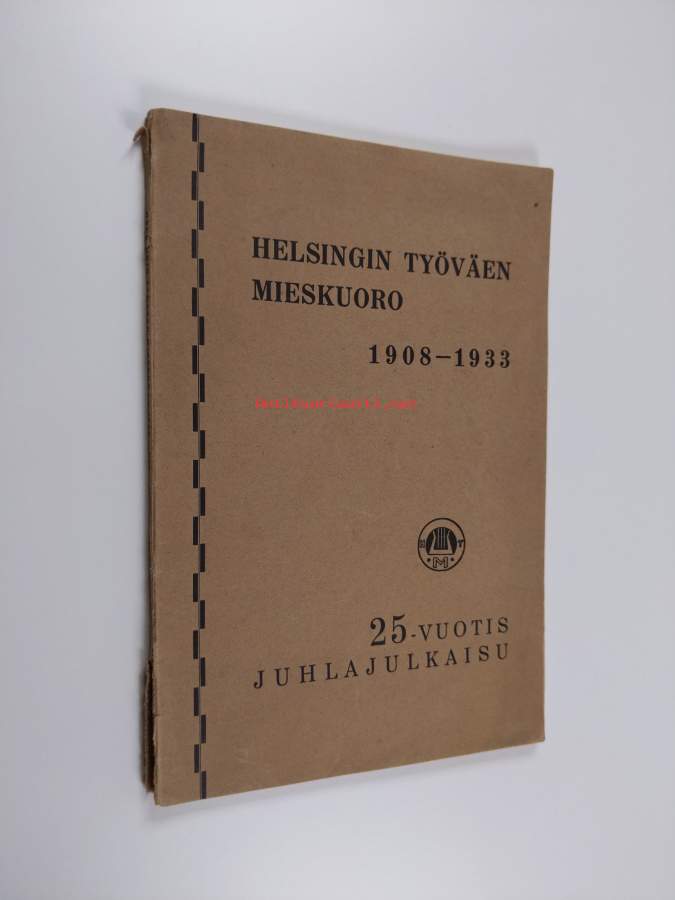 HELSINGIN TYÖVÄEN
MIESKUORO
1908–1933
H T
M
25-VUOTIS
JUHLAJULKAISU